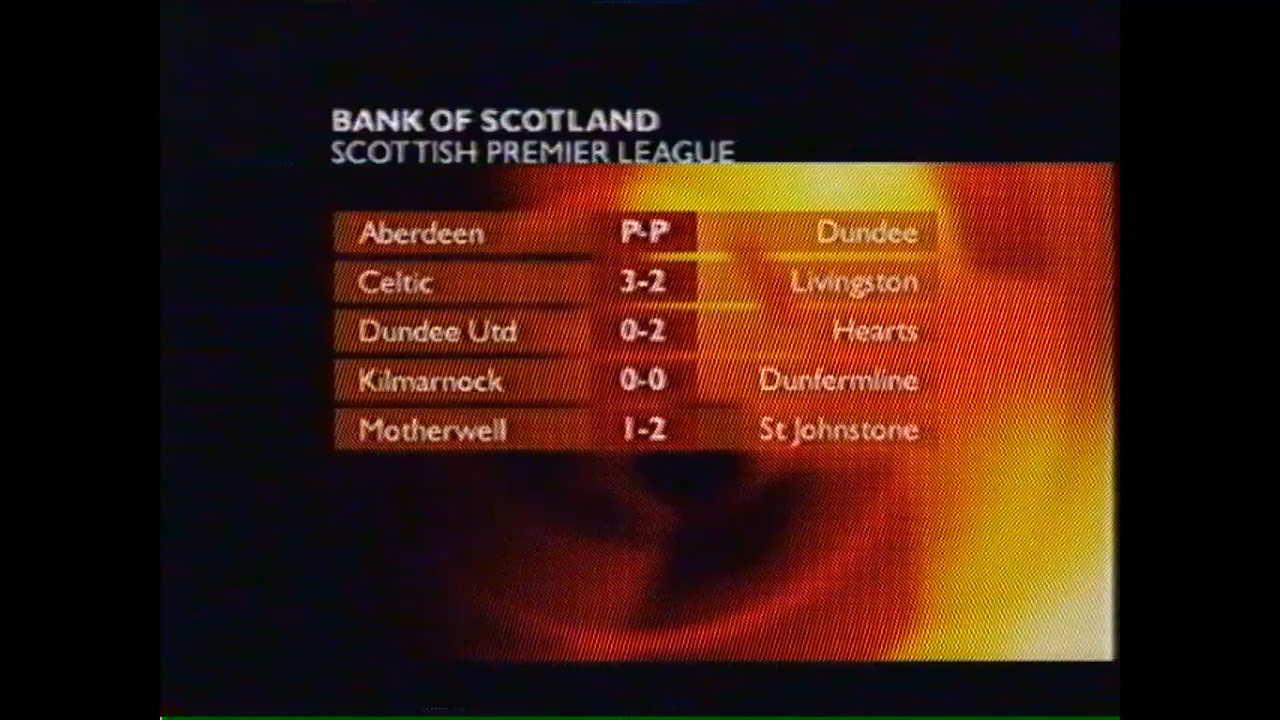 BANK OF SCOTLAND
SCOTTISH PREMIER LEAGUE
Aberdeen P-P Dundee
Celtic 3-2 Livingston
Dundee Utd 0-2 Hearts
Kilmarnock 0-0 Dunfermline
Motherwell 1-2 St Johnstone